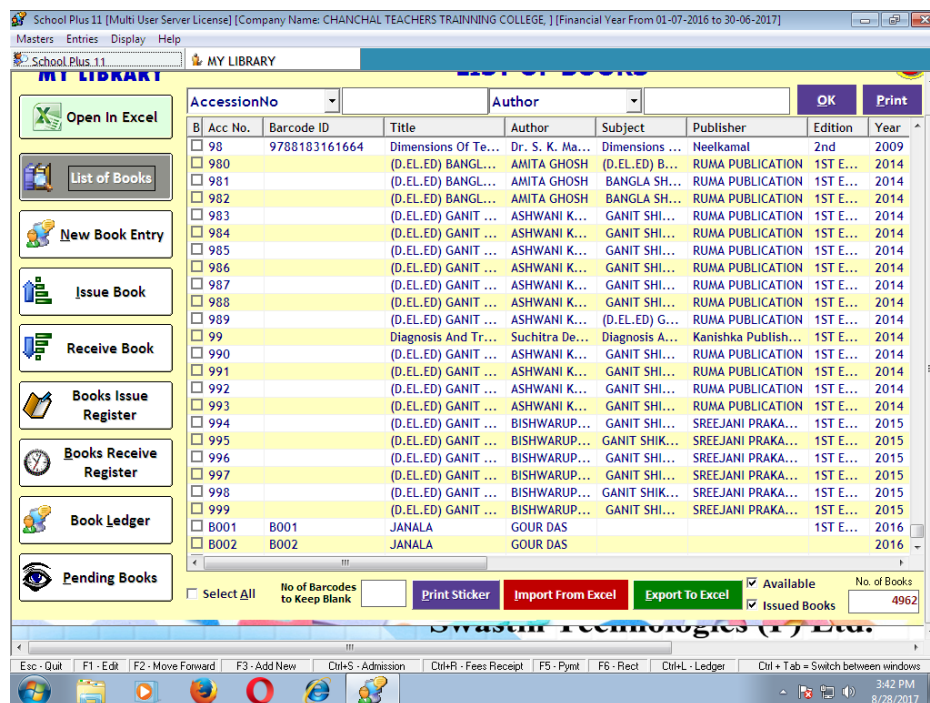 School Plus 11 [Multi User Server License] [Company Name: CHANCHAL TEACHERS TRAINNING COLLEGE, ] [Financial Year From 01-07-2016 to 30-06-2017]
Masters Entries Display Help
School Plus 11 MY LIBRARY
MY LIBRARY LIST OF BOOKS
Open In Excel
List of Books
New Book Entry
Issue Book
Receive Book
Books Issue
Register
Books Receive
Register
Book Ledger
Pending Books
AccessionNo Author OK Print
B Acc No. Barcode ID Title Author Subject Publisher Edition Year
98 9788183161664 Dimensions Of Te... Dr. S. K. Ma... Dimensions ... Neelkamal 2nd 2009
980 (D.EL.ED) BANGL... AMITA GHOSH (D.EL.ED) B... RUMA PUBLICATION 1ST E... 2014
981 (D.EL.ED) BANGL... AMITA GHOSH BANGLA SH... RUMA PUBLICATION 1ST E... 2014
982 (D.EL.ED) BANGL... AMITA GHOSH BANGLA SH... RUMA PUBLICATION 1ST E... 2014
983 (D.EL.ED) GANIT ... ASHWANI K... GANIT SHI... RUMA PUBLICATION 1ST E... 2014
984 (D.EL.ED) GANIT ... ASHWANI K... GANIT SHI... RUMA PUBLICATION 1ST E... 2014
985 (D.EL.ED) GANIT ... ASHWANI K... GANIT SHI... RUMA PUBLICATION 1ST E... 2014
986 (D.EL.ED) GANIT ... ASHWANI K... GANIT SHI... RUMA PUBLICATION 1ST E... 2014
987 (D.EL.ED) GANIT ... ASHWANI K... GANIT SHI... RUMA PUBLICATION 1ST E... 2014
988 (D.EL.ED) GANIT ... ASHWANI K... GANIT SHI... RUMA PUBLICATION 1ST E... 2014
989 (D.EL.ED) GANIT ... ASHWANI K... (D.EL.ED) G... RUMA PUBLICATION 1ST E... 2014
99 Diagnosis And Tr... Suchitra De... Diagnosis A... Kanishka Publish... 1ST E... 2014
990 (D.EL.ED) GANIT ... ASHWANI K... GANIT SHI... RUMA PUBLICATION 1ST E... 2014
991 (D.EL.ED) GANIT ... ASHWANI K... GANIT SHI... RUMA PUBLICATION 1ST E... 2014
992 (D.EL.ED) GANIT ... ASHWANI K... GANIT SHI... RUMA PUBLICATION 1ST E... 2014
993 (D.EL.ED) GANIT ... ASHWANI K... GANIT SHI... RUMA PUBLICATION 1ST E... 2014
994 (D.EL.ED) GANIT ... BISHWARUP... GANIT SHI... SREEJANI PRAKA... 1ST E... 2015
995 (D.EL.ED) GANIT ... BISHWARUP... GANIT SHIK... SREEJANI PRAKA... 1ST E... 2015
996 (D.EL.ED) GANIT ... BISHWARUP... GANIT SHI... SREEJANI PRAKA... 1ST E... 2015
997 (D.EL.ED) GANIT ... BISHWARUP... GANIT SHI... SREEJANI PRAKA... 1ST E... 2015
998 (D.EL.ED) GANIT ... BISHWARUP... GANIT SHIK... SREEJANI PRAKA... 1ST E... 2015
999 (D.EL.ED) GANIT ... BISHWARUP... GANIT SHI... SREEJANI PRAKA... 1ST E... 2015
B001 B001 JANALA GOUR DAS 1ST E... 2016
B002 B002 JANALA GOUR DAS 2016
Select All No of Barcodes
to Keep Blank Print Sticker Import From Excel Export To Excel Available
Issued Books
No. of Books
4962
Swastik Technologies (P) Ltd.
Esc - Quit F1 - Edit F2 - Move Forward F3 - Add New Ctrl+S - Admission Ctrl+R - Fees Receipt F5 - Pymt F6 - Rect Ctrl+L - Ledger Ctrl + Tab = Switch between windows
3:42 PM
8/28/2017